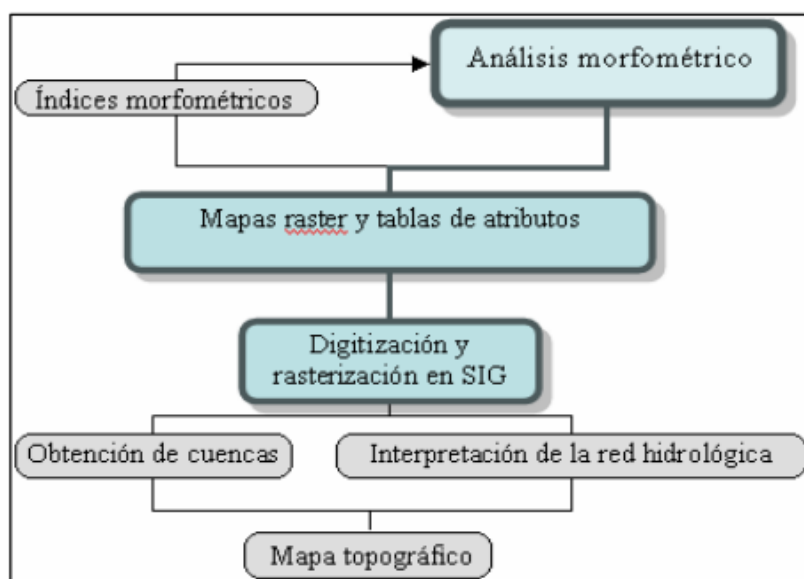 Análisis morfométrico
Índices morfométricos
Mapas raster y tablas de atributos
Digitización y
rasterización en SIG
Obtención de cuencas
Interpretación de la red hidrológica
Mapa topográfico